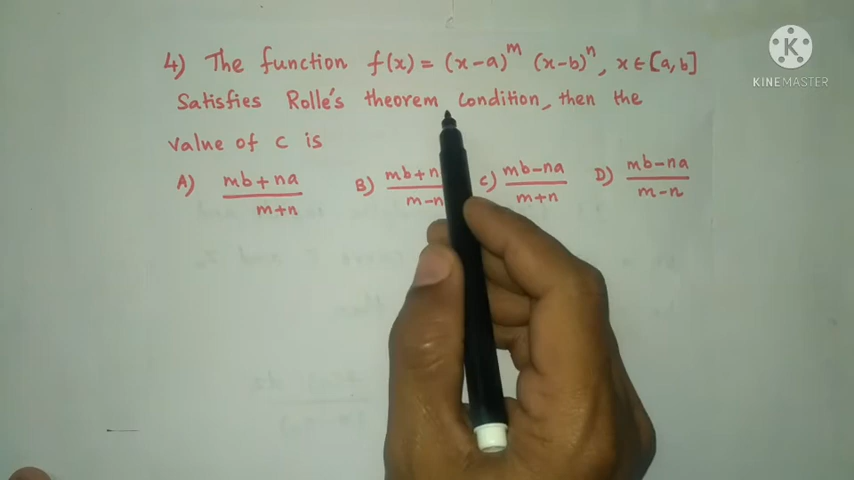 4) The function f(x) = (x-a)^m (x-b)^n, x ∈ [a, b]
Satisfies Rolle's theorem condition, then the
value of c is
A) mb+na / m+n B) mb+n / m-n C) mb-na / m+n D) mb-na / m-n
KINEMASTER